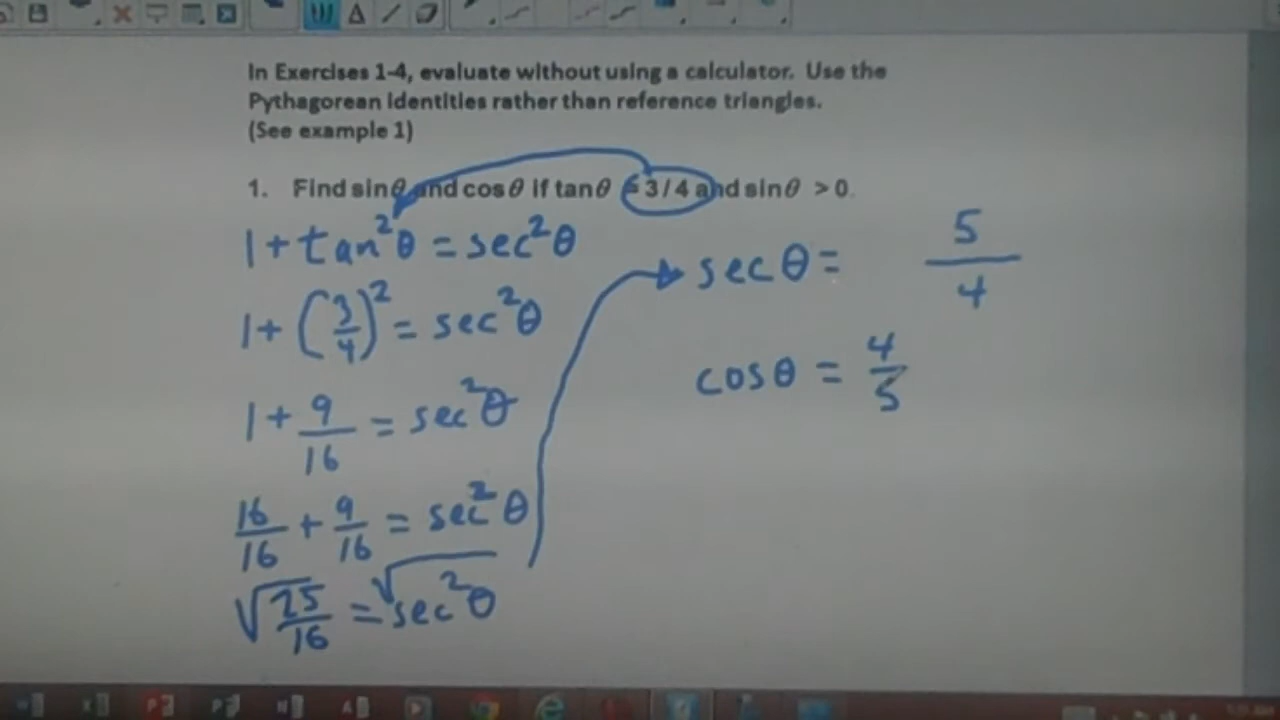 In Exercises 1-4, evaluate without using a calculator. Use the
Pythagorean identities rather than reference triangles.
(See example 1)
1. Find sinθ and cosθ if tanθ = 3/4 and sinθ > 0.
1 + tan²θ = sec²θ
1 + (3/4)² = sec²θ
1 + 9/16 = sec²θ
16/16 + 9/16 = sec²θ
√25/16 = √sec²θ
secθ = 5/4
cosθ = 4/5